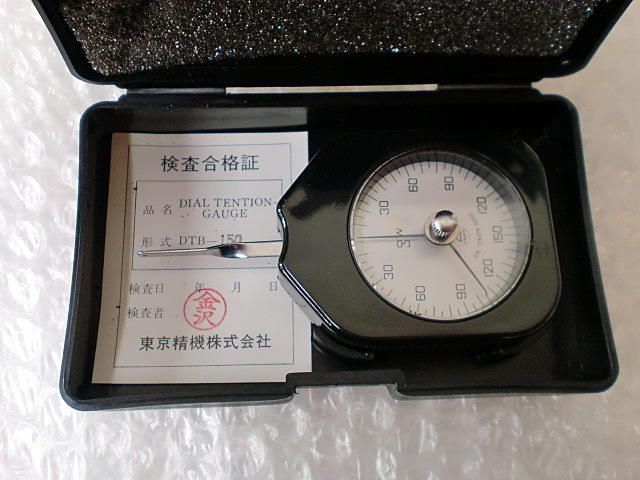 検査合格証
品名 DIAL TENTION-
GAUGE
形式 DTB-150
検査日 年 月 日
検査者
金沢
東京精機株式会社
30
60
90
120
150
120
90
60
30